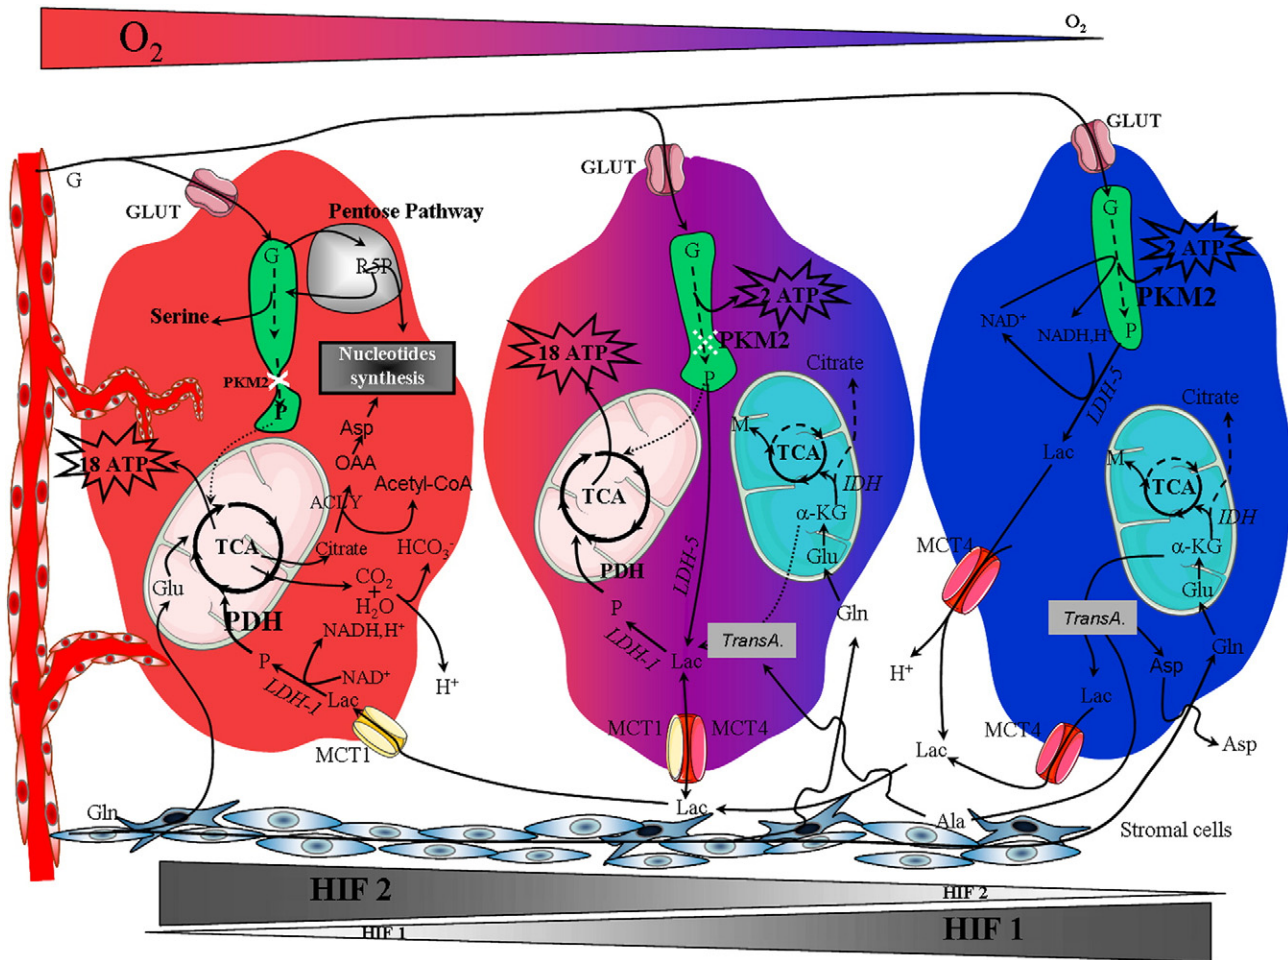 O2
O2
G
GLUT
Pentose Pathway
G
R5P
Serine
PKM2
P
Nucleotides
synthesis
18 ATP
Asp
OAA
ACLY
Acetyl-CoA
TCA
Citrate
HCO3-
CO2
+
H2O
Glu
PDH
NADH,H+
P
NAD+
LDH-1
Lac
H+
MCT1
GLUT
G
2 ATP
PKM2
18 ATP
P
Citrate
M
TCA
TCA
IDH
α-KG
Glu
LDH-5
PDH
P
Gln
LDH-1
TransA.
Lac
MCT1
MCT4
Lac
GLUT
G
2 ATP
PKM2
NAD+
NADH,H+
P
LDH-5
Citrate
Lac
M
TCA
IDH
α-KG
MCT4
Glu
TransA.
Gln
H+
Asp
Lac
MCT4
Lac
Asp
Gln
Ala
Stromal cells
HIF 2
HIF 2
HIF 1
HIF 1